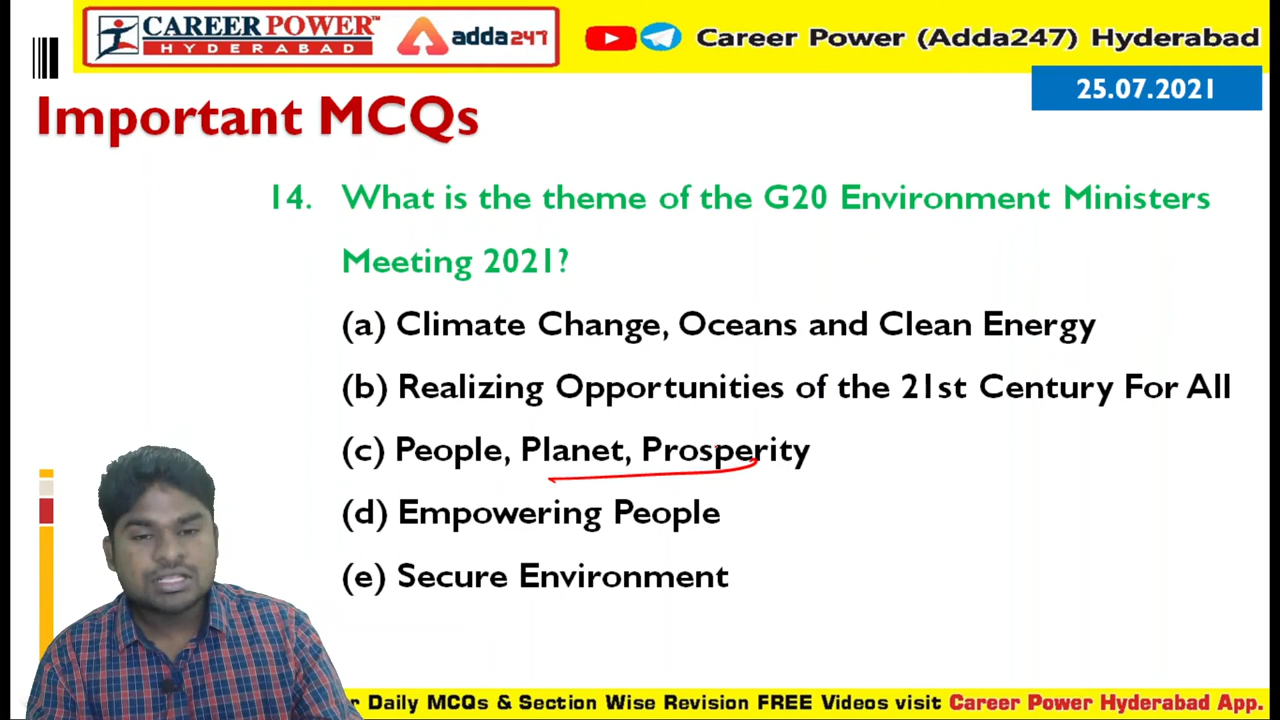 CAREER POWER™
HYDERABAD
adda247
Career Power (Adda247) Hyderabad
25.07.2021
Important MCQs
14. What is the theme of the G20 Environment Ministers
Meeting 2021?
(a) Climate Change, Oceans and Clean Energy
(b) Realizing Opportunities of the 21st Century For All
(c) People, Planet, Prosperity
(d) Empowering People
(e) Secure Environment
r Daily MCQs & Section Wise Revision FREE Videos visit Career Power Hyderabad App.